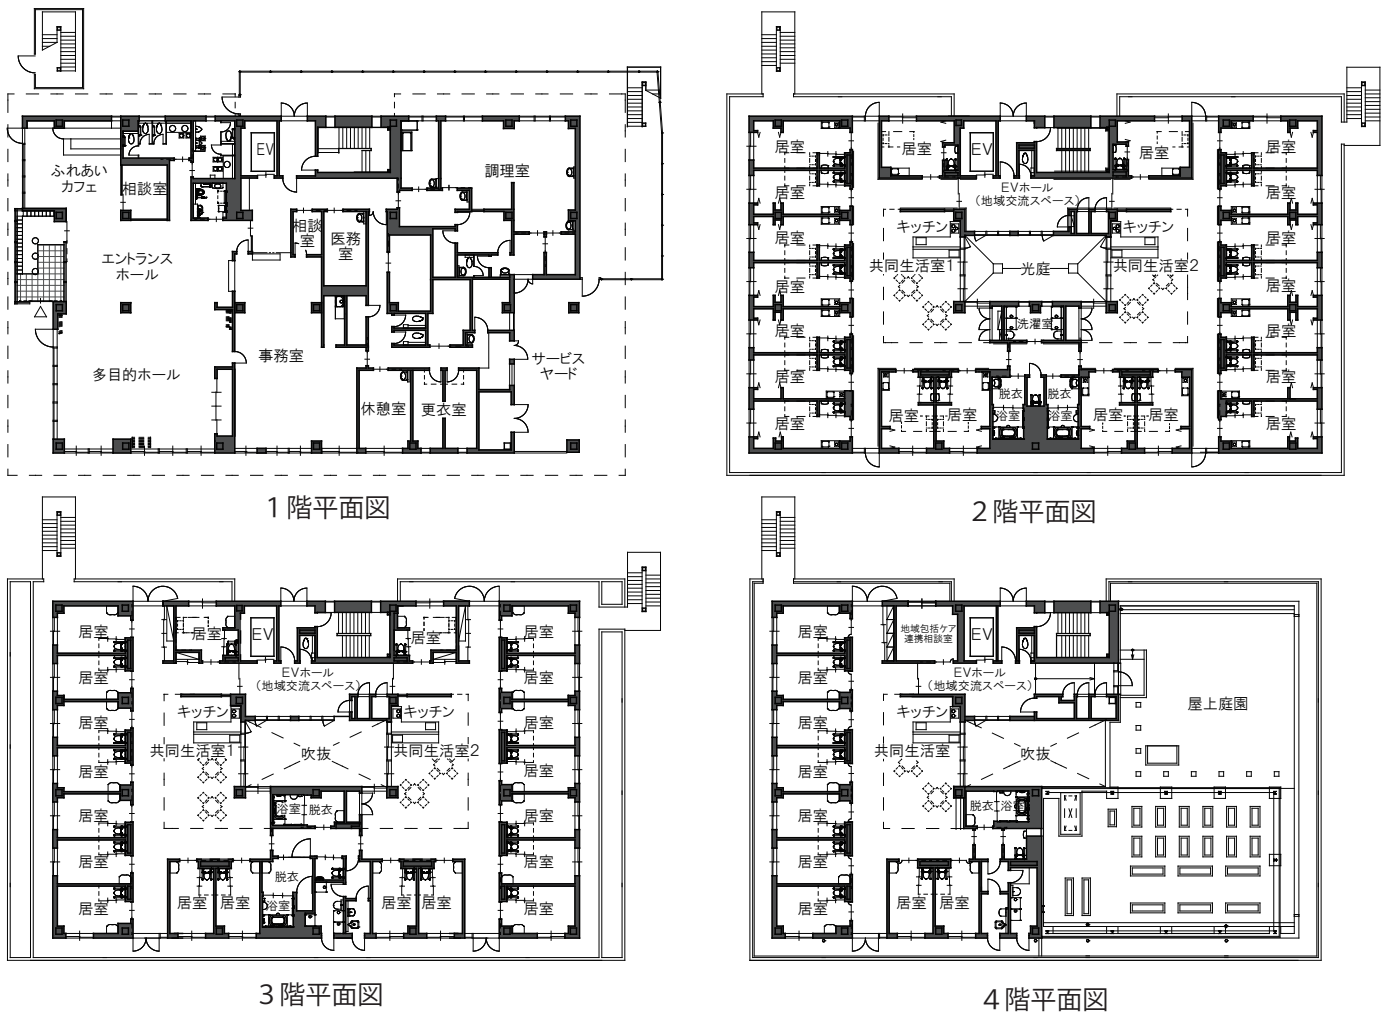 ふれあい
カフェ
相談室
EV
調理室
エントランス
ホール
相談
室
医務
室
多目的ホール
事務室
サービス
ヤード
休憩室
更衣室
１階平面図
居室
居室
EV
居室
居室
居室
EVホール
（地域交流スペース）
居室
キッチン
キッチン
居室
居室
共同生活室1
光庭
共同生活室2
居室
居室
居室
洗濯室
居室
居室
居室
脱衣
脱衣
居室
居室
居室
浴室
浴室
居室
居室
居室
居室
２階平面図
居室
居室
EV
居室
居室
居室
EVホール
（地域交流スペース）
居室
居室
キッチン
キッチン
居室
共同生活室1
吹抜
共同生活室2
居室
居室
居室
浴室
脱衣
居室
居室
居室
脱衣
居室
居室
居室
浴室
居室
居室
居室
居室
３階平面図
居室
地域包括ケア
連携相談室
EV
居室
EVホール
（地域交流スペース）
居室
キッチン
屋上庭園
共同生活室
吹抜
居室
居室
脱衣
浴室
居室
居室
居室
居室
４階平面図